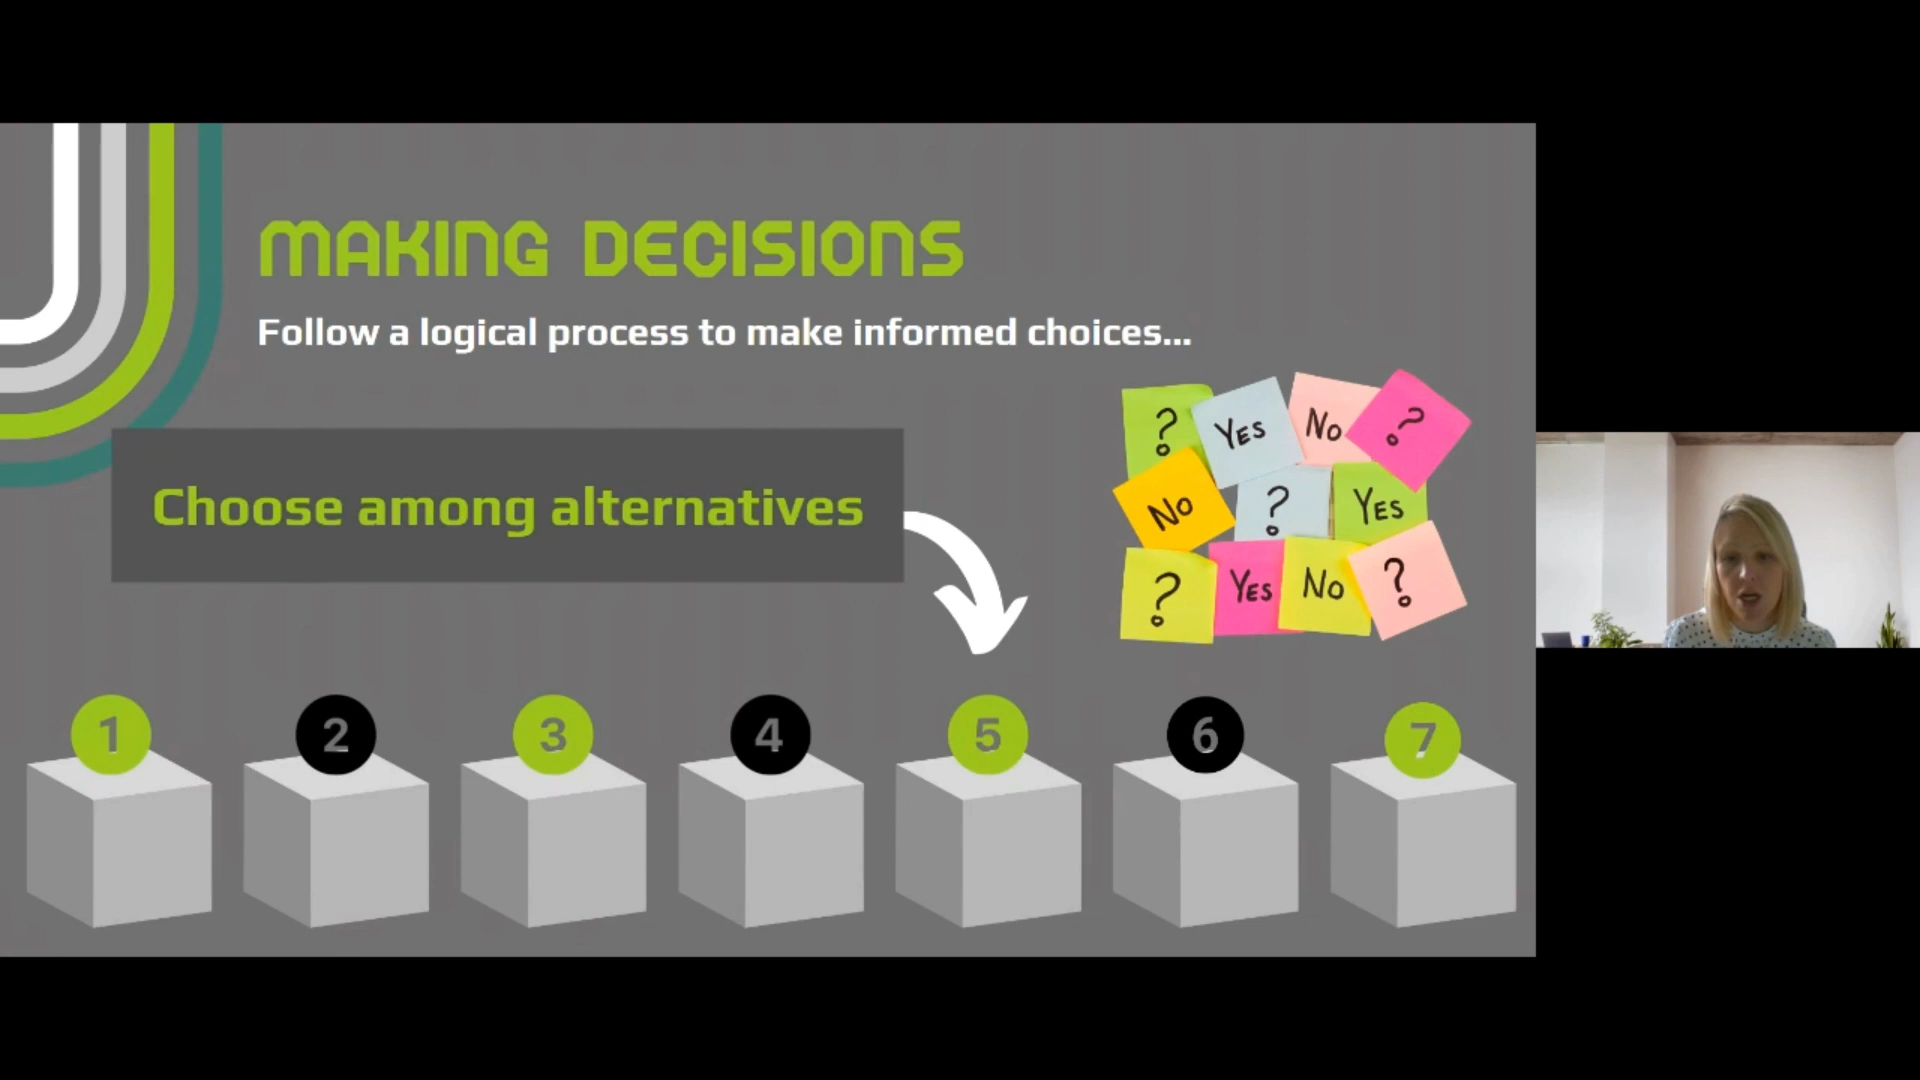 MAKING DECISIONS
Follow a logical process to make informed choices...
Choose among alternatives
? YES NO ?
NO ? YES
? YES NO ?
1 2 3 4 5 6 7